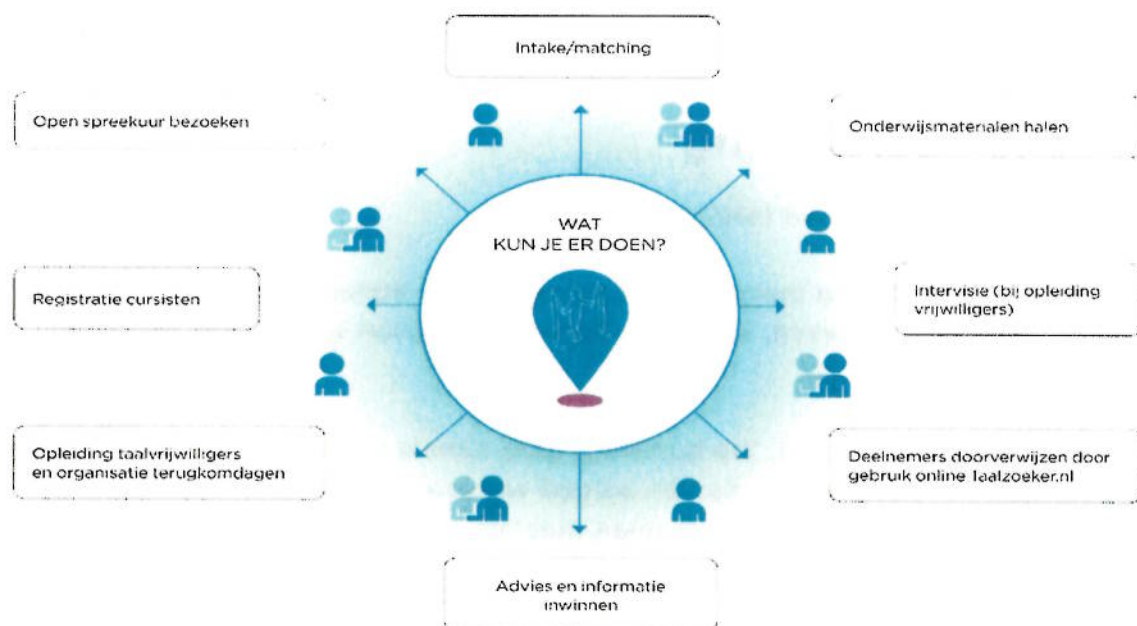 Intake/matching
Open spreekuur bezoeken
Onderwijsmaterialen halen
WAT
KUN JE ER DOEN?
Registratie cursisten
Intervisie (bij opleiding
vrijwilligers)
Opleiding taalvrijwilligers
en organisatie terugkomdagen
Deelnemers doorverwijzen door
gebruik online Taalzoeker.nl
Advies en informatie
inwinnen